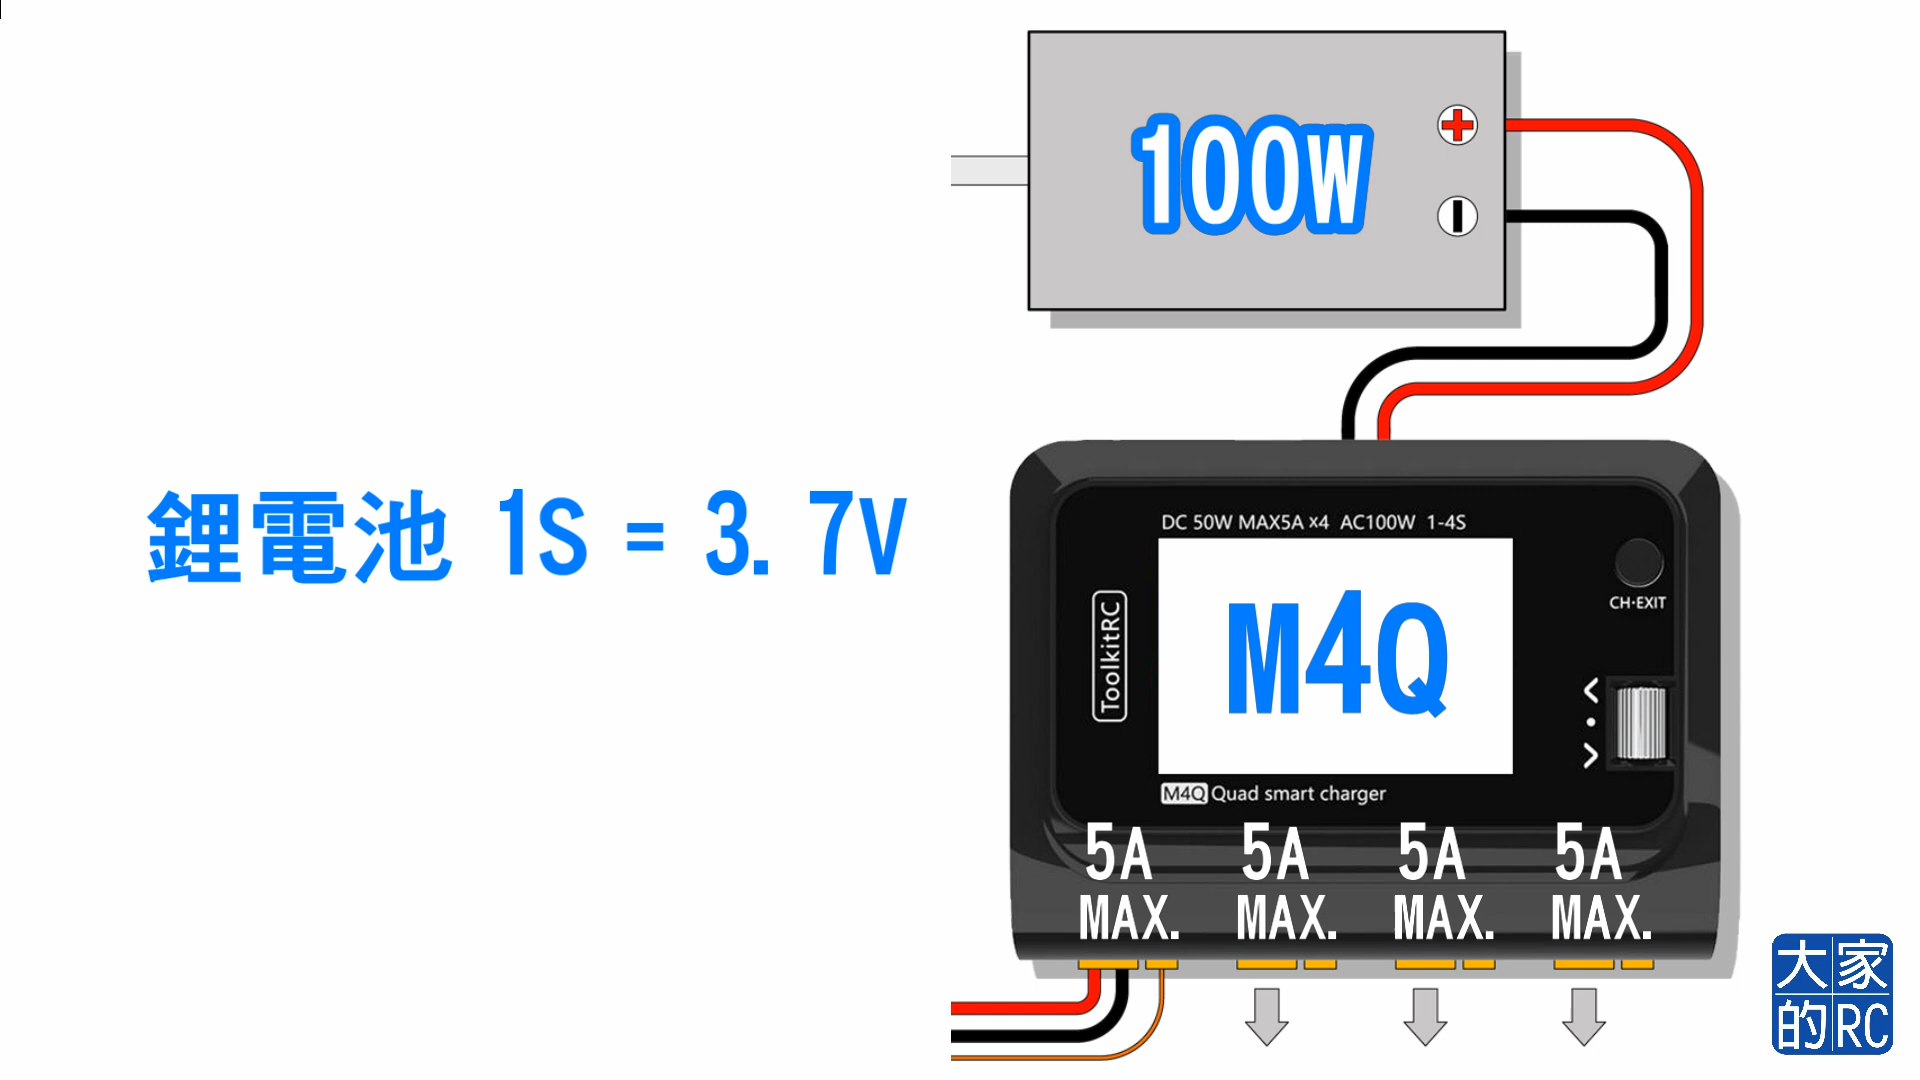 100W
鋰電池 1S = 3.7V
DC 50W MAX5A x4 AC100W 1-4S
ToolkitRC
M4Q
CH·EXIT
M4Q Quad smart charger
5A 5A 5A 5A
MAX. MAX. MAX. MAX.
大家
的RC